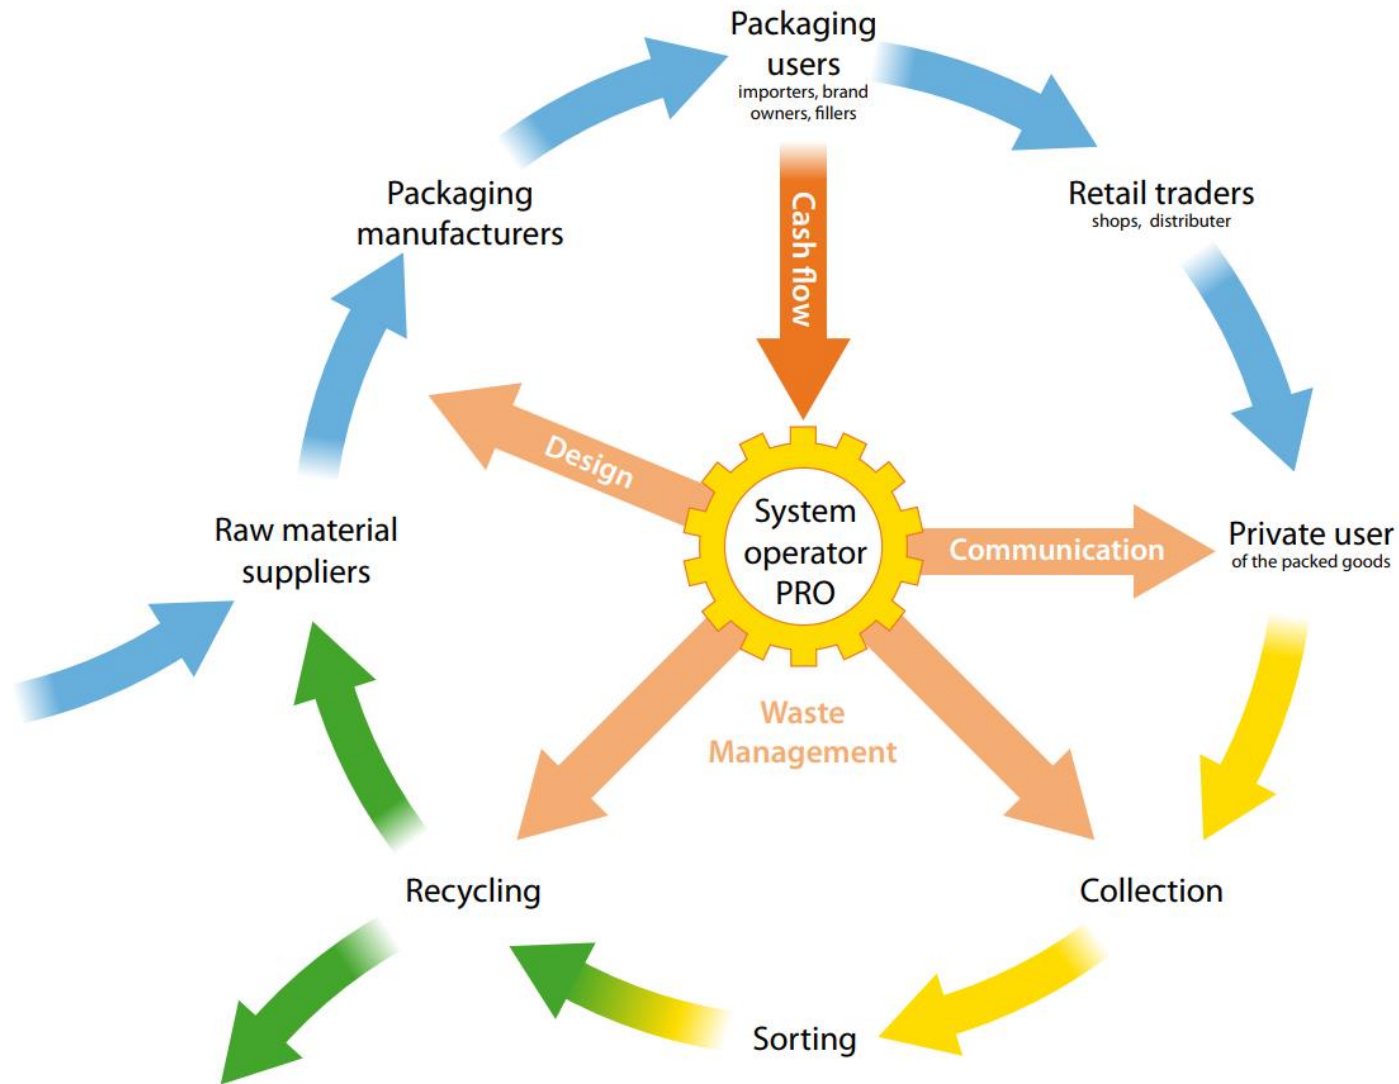 Packaging
users
importers, brand
owners, fillers
Packaging
manufacturers
Retail traders
shops, distributer
Cash flow
Design
System
operator
PRO
Communication
Raw material
suppliers
Private user
of the packed goods
Waste
Management
Recycling
Collection
Sorting